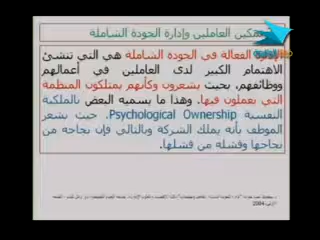 تمكين العاملين وإدارة الجودة الشاملة
الإدارة الفعالة في الجودة الشاملة هي التي تنشئ
الاهتمام الكبير لدى العاملين في أعمالهم
ووظائفهم، بحيث يشعرون وكأنهم يمتلكون المنظمة
التي يعملون فيها. وهذا ما يسميه البعض بالملكية
النفسية Psychological Ownership، حيث يشعر
الموظف بأنه يملك الشركة وبالتالي فإن نجاحه من
نجاحها وفشله من فشلها.
2004